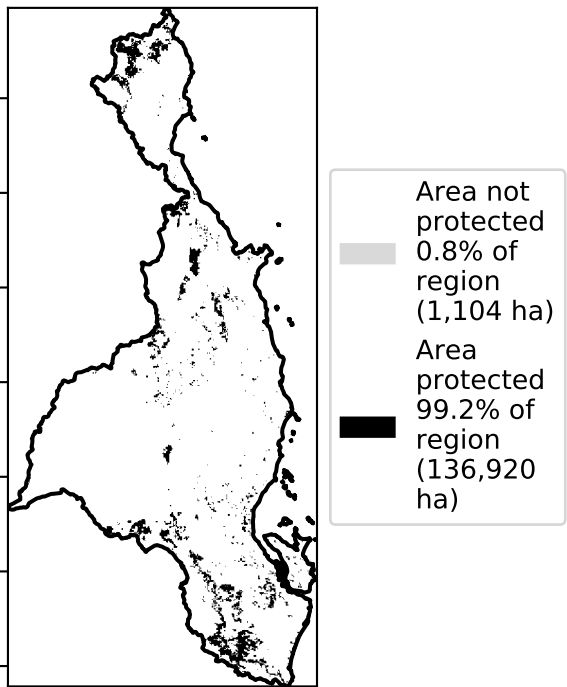 Area not
protected
0.8% of
region
(1,104 ha)
Area
protected
99.2% of
region
(136,920
ha)